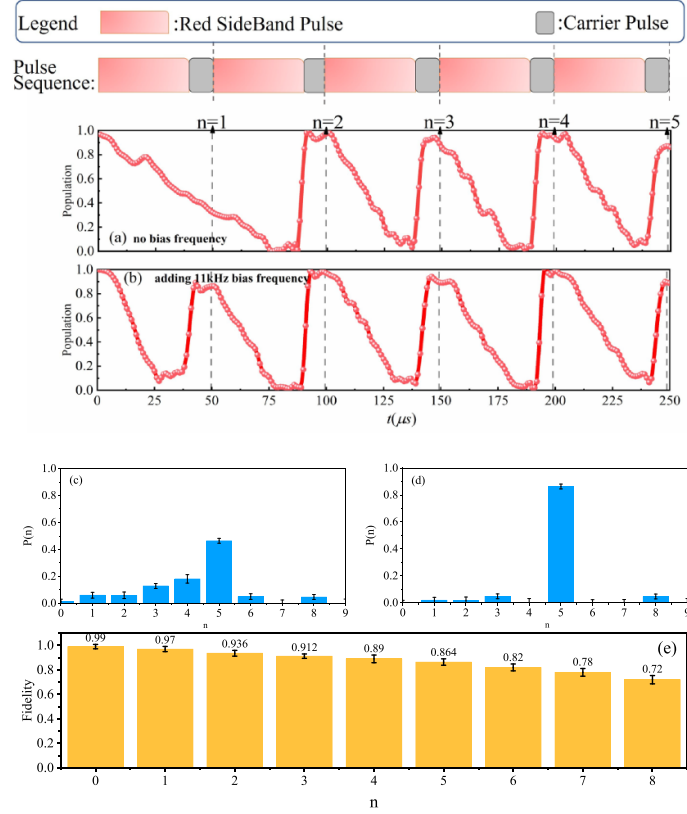 Legend :Red SideBand Pulse :Carrier Pulse
Pulse
Sequence:
n=1 n=2 n=3 n=4 n=5
1.0
0.8
0.6
0.4
0.2
0.0
Population
(a) no bias frequency
1.0
0.8
0.6
0.4
0.2
0.0
Population
(b) adding 11kHz bias frequency
0 25 50 75 100 125 150 175 200 225 250
t(μs)
1.0
0.8
0.6
0.4
0.2
0.0
P(n)
(c)
0 1 2 3 4 5 6 7 8 9
n
1.0
0.8
0.6
0.4
0.2
0.0
P(n)
(d)
0 1 2 3 4 5 6 7 8 9
n
1.0
0.8
0.6
0.4
0.2
0.0
Fidelity
0.99 0.97 0.936 0.912 0.89 0.864 0.82 0.78 0.72
(e)
0 1 2 3 4 5 6 7 8
n